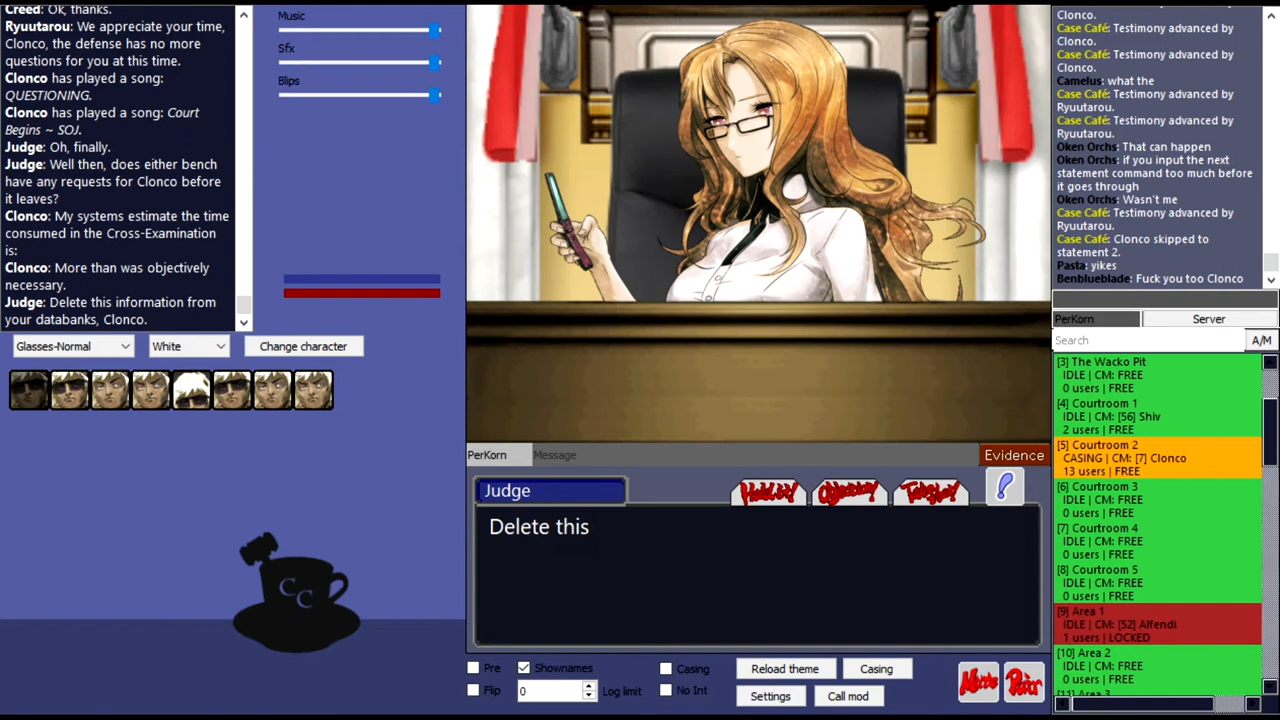 Creed: Ok, thanks.
Ryuutarou: We appreciate your time,
Clonco, the defense has no more
questions for you at this time.
Clonco has played a song:
QUESTIONING.
Clonco has played a song: Court
Begins ~ SOJ.
Judge: Oh, finally.
Judge: Well then, does either bench
have any requests for Clonco before
it leaves?
Clonco: My systems estimate the time
consumed in the Cross-Examination
is:
Clonco: More than was objectively
necessary.
Judge: Delete this information from
your databanks, Clonco.
Glasses-Normal
White
Change character
Music
Sfx
Blips
CC
PerKorn
Message
Evidence
Judge
Hold it!
Objection!
Take that!
Delete this
Pre
Shownames
Casing
Reload theme
Casing
Flip
0
Log limit
No Int
Settings
Call mod
Mute
Pair
Clonco.
Case Café: Testimony advanced by
Clonco.
Case Café: Testimony advanced by
Clonco.
Camelus: what the
Case Café: Testimony advanced by
Ryuutarou.
Case Café: Testimony advanced by
Ryuutarou.
Oken Orchs: That can happen
Oken Orchs: if you input the next
statement command too much before
it goes through
Oken Orchs: Wasn't me
Case Café: Testimony advanced by
Ryuutarou.
Case Café: Clonco skipped to
statement 2.
Pasta: yikes
Benblueblade: Fuck you too Clonco
PerKorn
Server
Search
A/M
[3] The Wacko Pit
IDLE | CM: FREE
0 users | FREE
[4] Courtroom 1
IDLE | CM: [56] Shiv
2 users | FREE
[5] Courtroom 2
CASING | CM: [7] Clonco
13 users | FREE
[6] Courtroom 3
IDLE | CM: FREE
0 users | FREE
[7] Courtroom 4
IDLE | CM: FREE
0 users | FREE
[8] Courtroom 5
IDLE | CM: FREE
0 users | FREE
[9] Area 1
IDLE | CM: [52] Alfendi
1 users | LOCKED
[10] Area 2
IDLE | CM: FREE
0 users | FREE
[11] Area 3